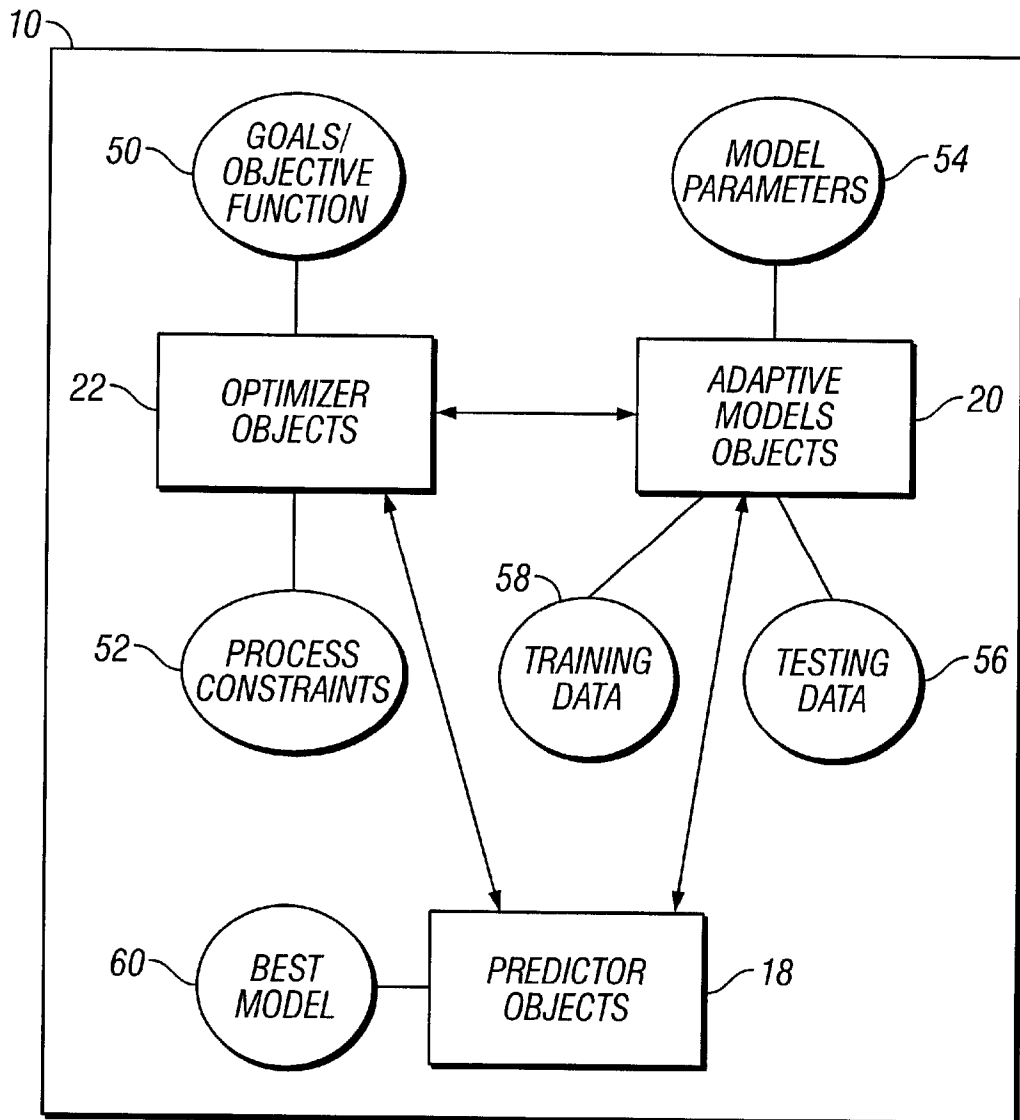 10
GOALS/
OBJECTIVE
FUNCTION
50
MODEL
PARAMETERS
54
22
OPTIMIZER
OBJECTS
ADAPTIVE
MODELS
OBJECTS
20
52
PROCESS
CONSTRAINTS
58
TRAINING
DATA
TESTING
DATA
56
60
BEST
MODEL
PREDICTOR
OBJECTS
18